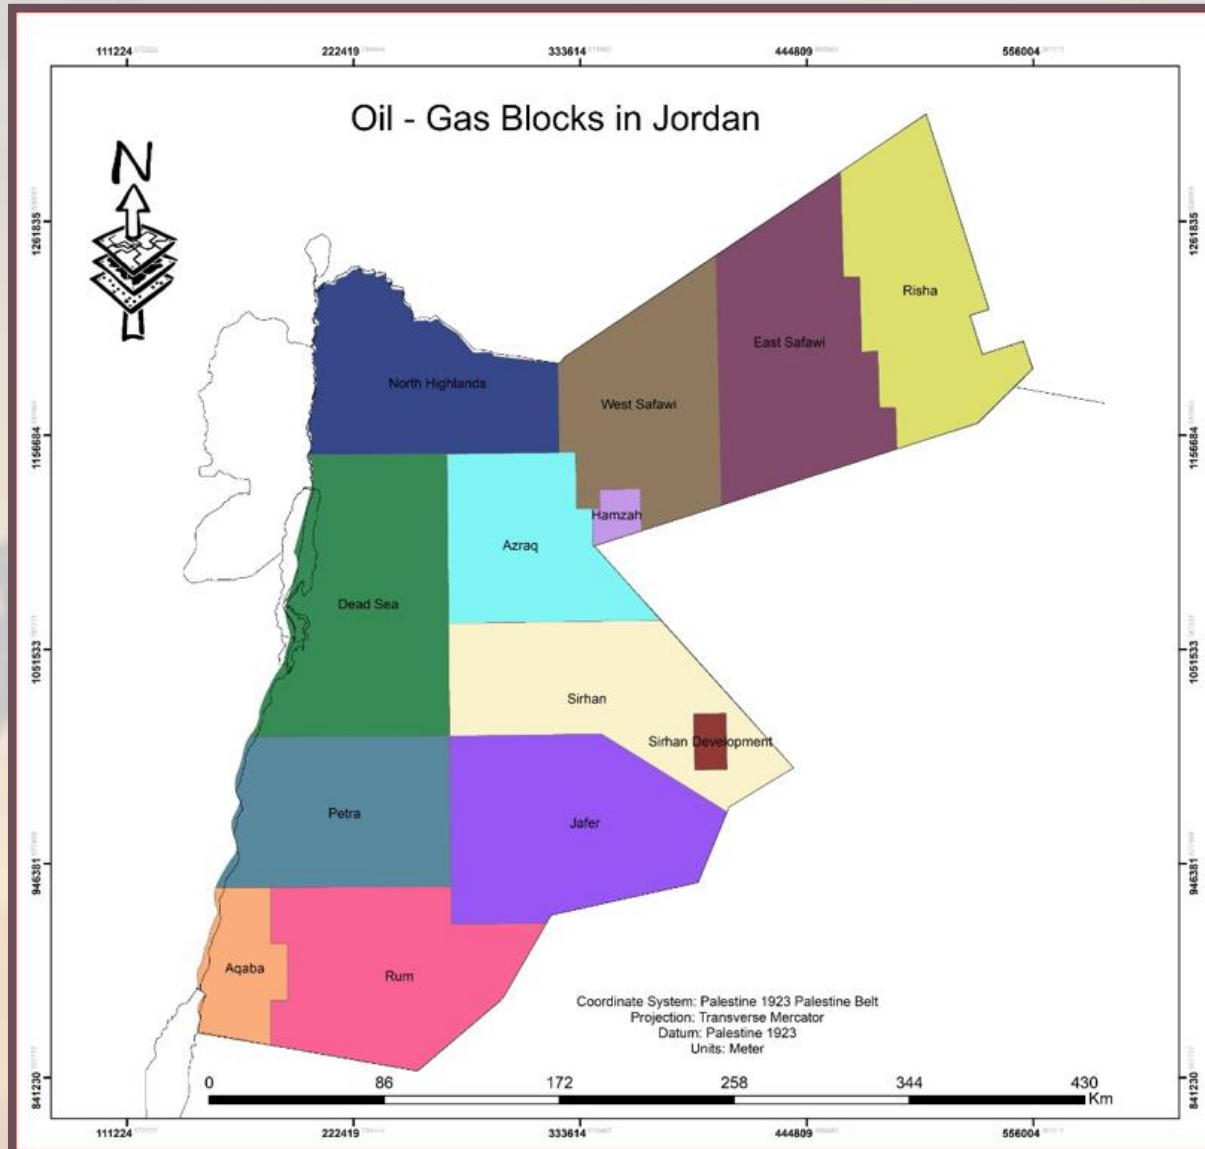 111224 222419 333614 444809 556004
Oil - Gas Blocks in Jordan
N
1261835 1261835
Risha
East Safawi
North Highlands
West Safawi
1156684 1156684
Hamzah
Azraq
Dead Sea
1051533 1051533
Sirhan
Sirhan Development
Petra
Jafer
946381 946381
Aqaba
Rum
Coordinate System: Palestine 1923 Palestine Belt
Projection: Transverse Mercator
Datum: Palestine 1923
Units: Meter
841230 841230
0 86 172 258 344 430
Km
111224 222419 333614 444809 556004